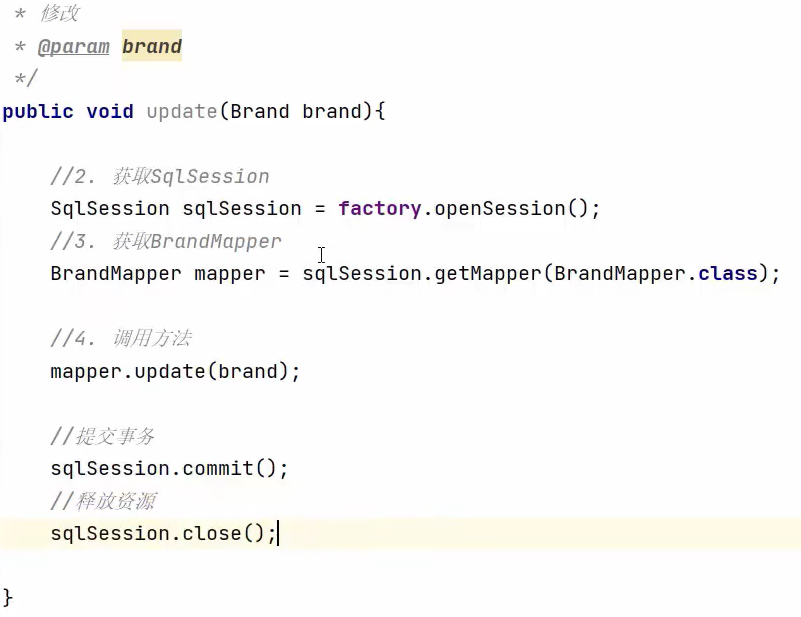 * 修改
* @param brand
*/
public void update(Brand brand){
//2. 获取SqlSession
SqlSession sqlSession = factory.openSession();
//3. 获取BrandMapper
BrandMapper mapper = sqlSession.getMapper(BrandMapper.class);
//4. 调用方法
mapper.update(brand);
//提交事务
sqlSession.commit();
//释放资源
sqlSession.close();
}